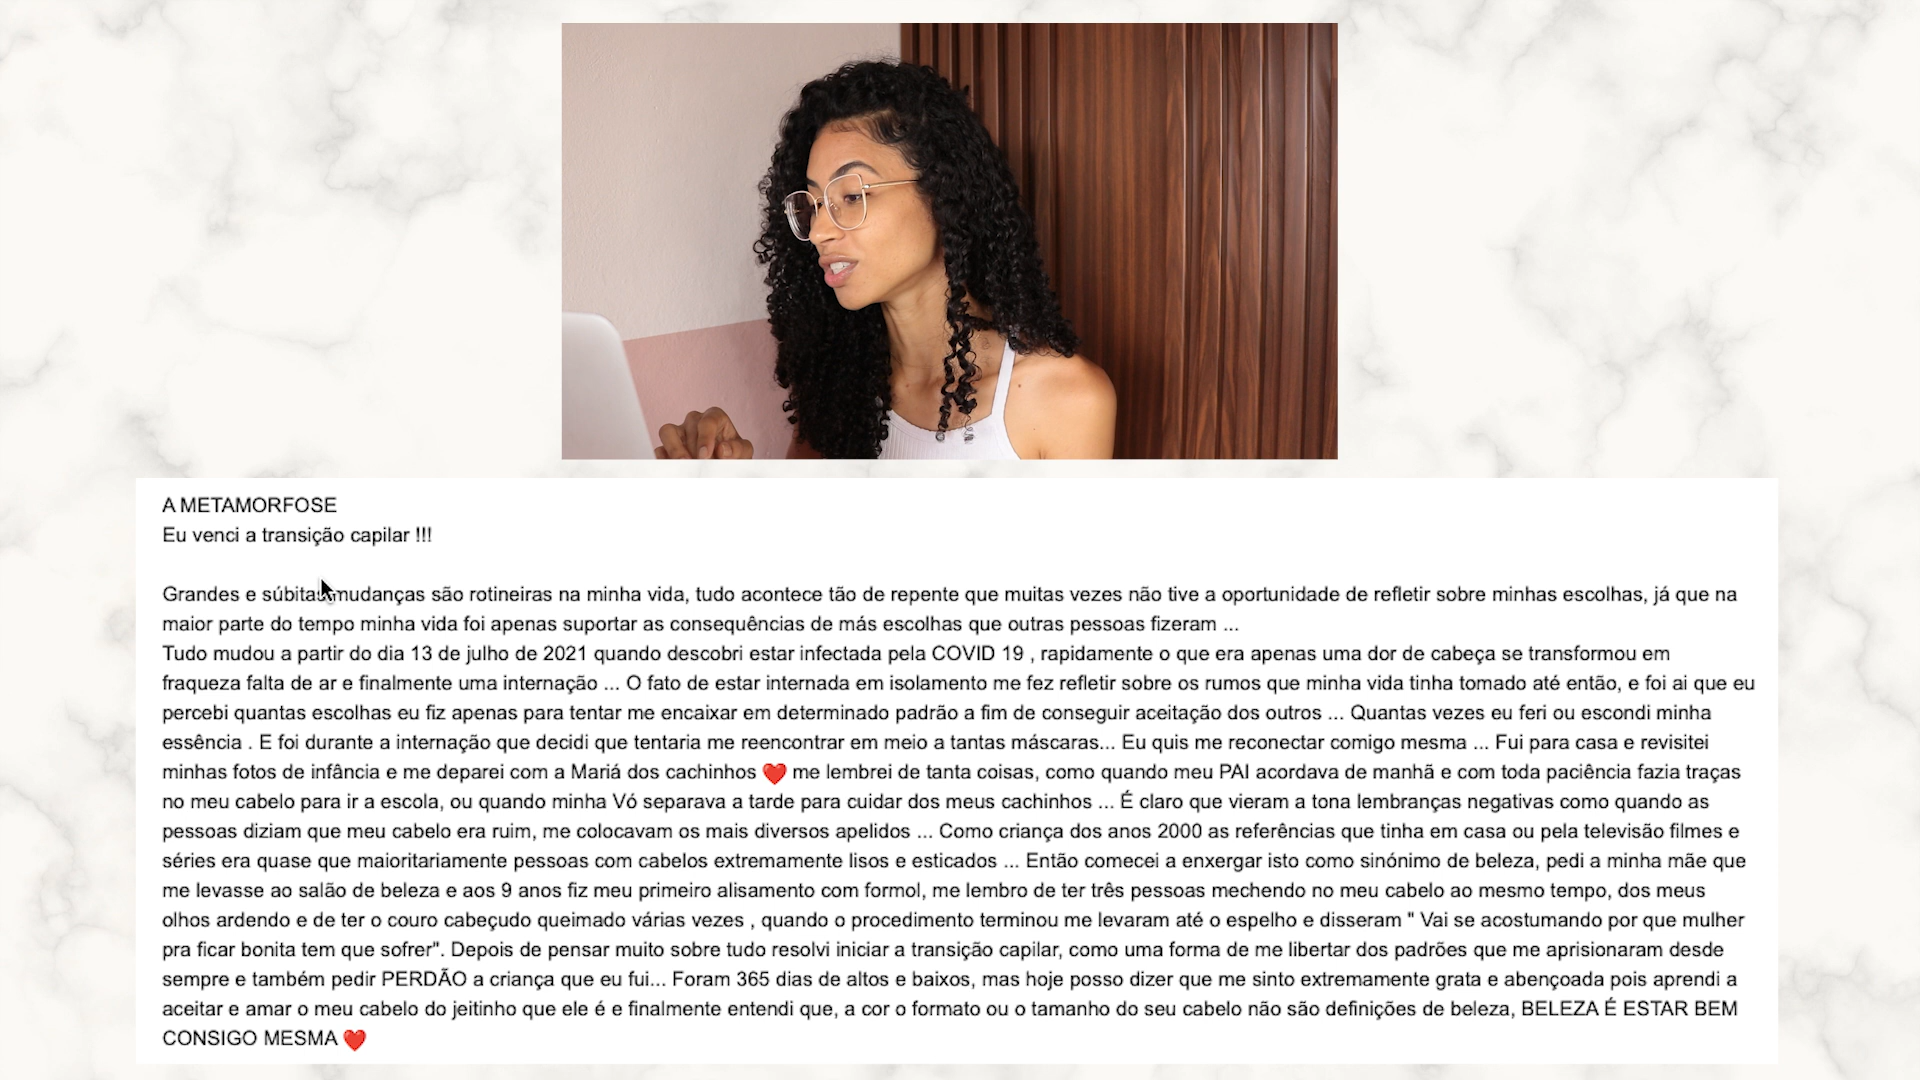 A METAMORFOSE
Eu venci a transição capilar !!!
Grandes e súbitas mudanças são rotineiras na minha vida, tudo acontece tão de repente que muitas vezes não tive a oportunidade de refletir sobre minhas escolhas, já que na
maior parte do tempo minha vida foi apenas suportar as consequências de más escolhas que outras pessoas fizeram ...
Tudo mudou a partir do dia 13 de julho de 2021 quando descobri estar infectada pela COVID 19 , rapidamente o que era apenas uma dor de cabeça se transformou em
fraqueza falta de ar e finalmente uma internação ... O fato de estar internada em isolamento me fez refletir sobre os rumos que minha vida tinha tomado até então, e foi ai que eu
percebi quantas escolhas eu fiz apenas para tentar me encaixar em determinado padrão a fim de conseguir aceitação dos outros ... Quantas vezes eu feri ou escondi minha
essência . E foi durante a internação que decidi que tentaria me reencontrar em meio a tantas máscaras... Eu quis me reconectar comigo mesma ... Fui para casa e revisitei
minhas fotos de infância e me deparei com a Mariá dos cachinhos ❤️ me lembrei de tanta coisas, como quando meu PAI acordava de manhã e com toda paciência fazia traças
no meu cabelo para ir a escola, ou quando minha Vó separava a tarde para cuidar dos meus cachinhos ... É claro que vieram a tona lembranças negativas como quando as
pessoas diziam que meu cabelo era ruim, me colocavam os mais diversos apelidos ... Como criança dos anos 2000 as referências que tinha em casa ou pela televisão filmes e
séries era quase que maioritariamente pessoas com cabelos extremamente lisos e esticados ... Então comecei a enxergar isto como sinónimo de beleza, pedi a minha mãe que
me levasse ao salão de beleza e aos 9 anos fiz meu primeiro alisamento com formol, me lembro de ter três pessoas mechendo no meu cabelo ao mesmo tempo, dos meus
olhos ardendo e de ter o couro cabeçudo queimado várias vezes , quando o procedimento terminou me levaram até o espelho e disseram " Vai se acostumando por que mulher
pra ficar bonita tem que sofrer". Depois de pensar muito sobre tudo resolvi iniciar a transição capilar, como uma forma de me libertar dos padrões que me aprisionaram desde
sempre e também pedir PERDÃO a criança que eu fui... Foram 365 dias de altos e baixos, mas hoje posso dizer que me sinto extremamente grata e abençoada pois aprendi a
aceitar e amar o meu cabelo do jeitinho que ele é e finalmente entendi que, a cor o formato ou o tamanho do seu cabelo não são definições de beleza, BELEZA É ESTAR BEM
CONSIGO MESMA ❤️